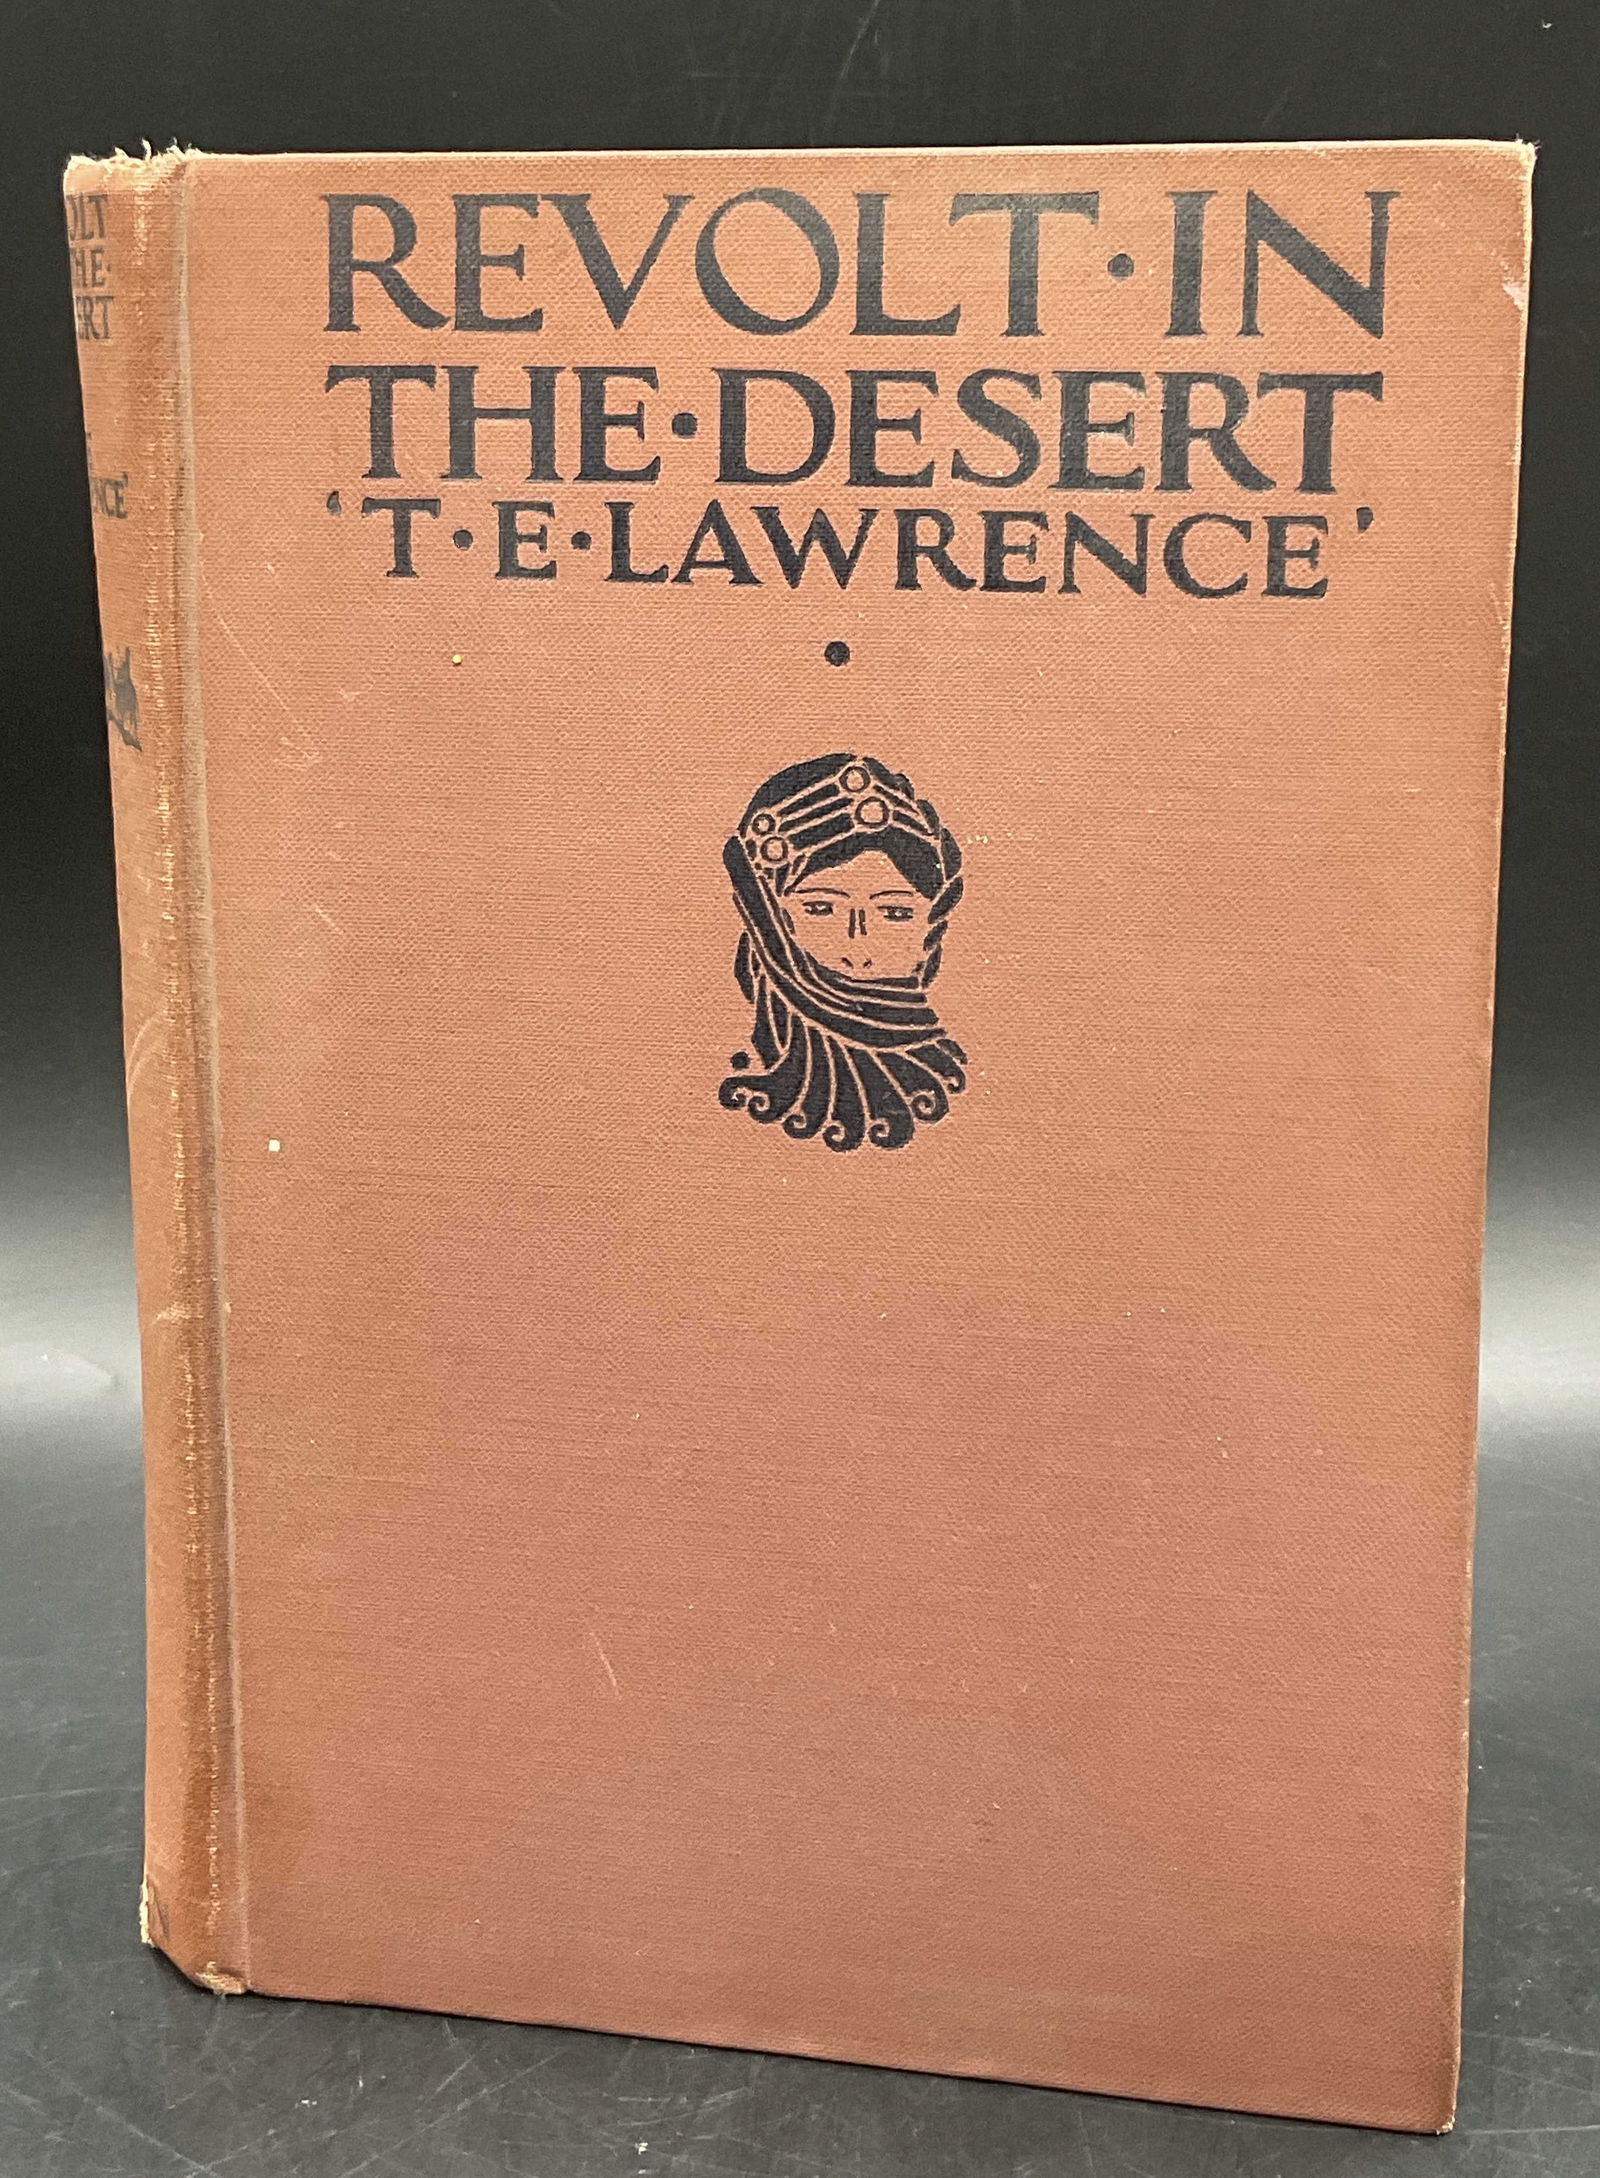 REVOLT·IN
THE·DESERT
'T·E·LAWRENCE'